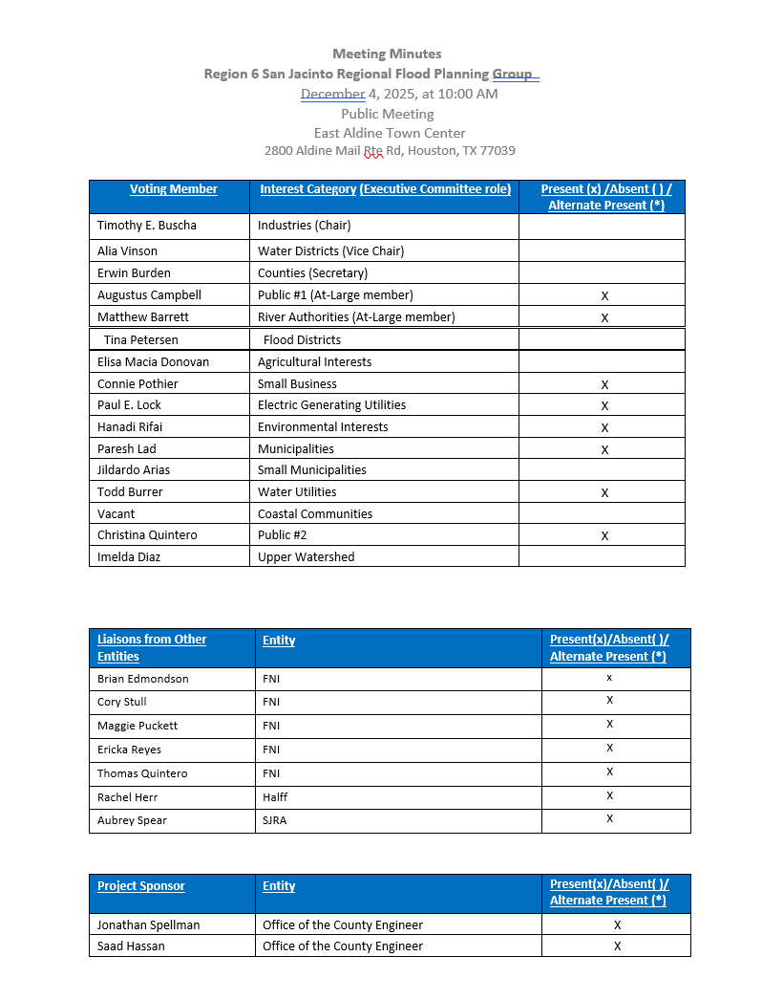 Meeting Minutes
Region 6 San Jacinto Regional Flood Planning Group
December 4, 2025, at 10:00 AM
Public Meeting
East Aldine Town Center
2800 Aldine Mail Rte Rd, Houston, TX 77039
Voting Member Interest Category (Executive Committee role) Present (x) /Absent ( ) /
Alternate Present (*)
Timothy E. Buscha Industries (Chair)
Alia Vinson Water Districts (Vice Chair)
Erwin Burden Counties (Secretary)
Augustus Campbell Public #1 (At-Large member) X
Matthew Barrett River Authorities (At-Large member) X
Tina Petersen Flood Districts
Elisa Macia Donovan Agricultural Interests
Connie Pothier Small Business X
Paul E. Lock Electric Generating Utilities X
Hanadi Rifai Environmental Interests X
Paresh Lad Municipalities X
Jildardo Arias Small Municipalities
Todd Burrer Water Utilities X
Vacant Coastal Communities
Christina Quintero Public #2 X
Imelda Diaz Upper Watershed
Liaisons from Other Entity Present(x)/Absent( )/
Entities Alternate Present (*)
Brian Edmondson FNI x
Cory Stull FNI X
Maggie Puckett FNI X
Ericka Reyes FNI X
Thomas Quintero FNI X
Rachel Herr Halff X
Aubrey Spear SJRA X
Project Sponsor Entity Present(x)/Absent( )/
Alternate Present (*)
Jonathan Spellman Office of the County Engineer X
Saad Hassan Office of the County Engineer X